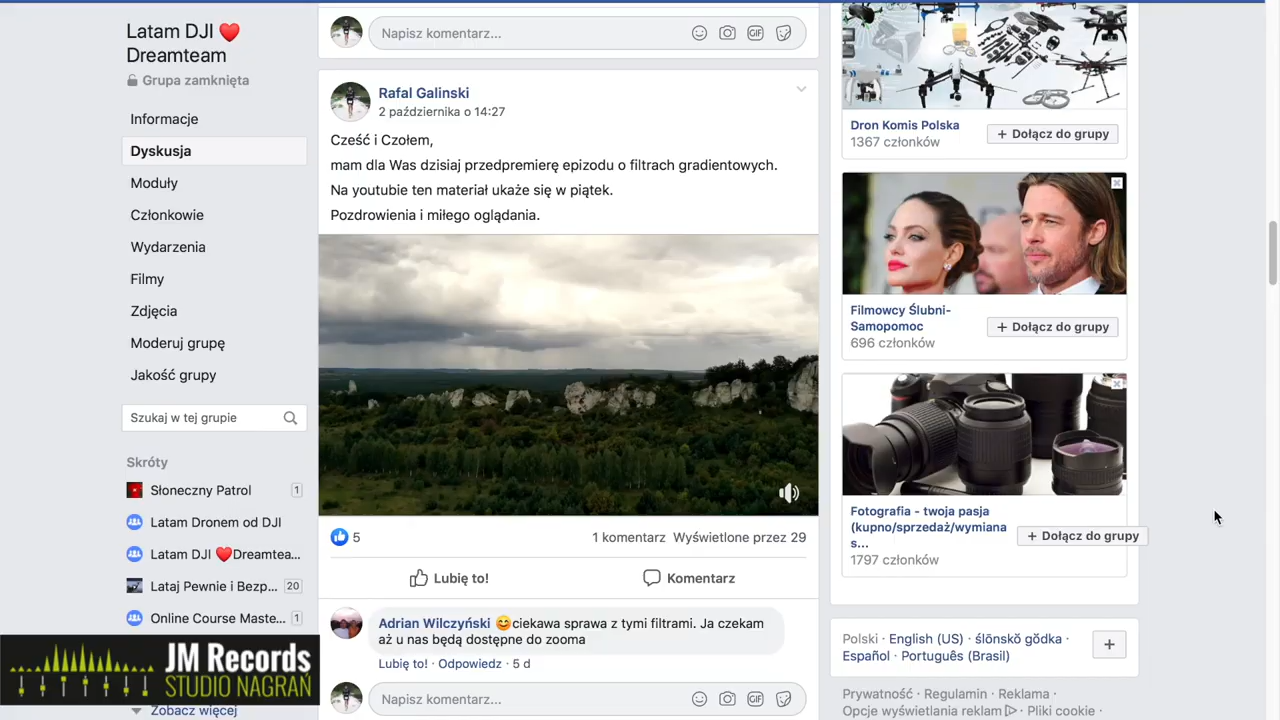 Latam DJI ❤️
Dreamteam
Grupa zamknięta
Informacje
Dyskusja
Moduły
Członkowie
Wydarzenia
Filmy
Zdjęcia
Moderuj grupę
Jakość grupy
Szukaj w tej grupie
Skróty
Słoneczny Patrol 1
Latam Dronem od DJI
Latam DJI ❤️Dreamtea...
Lataj Pewnie i Bezp... 20
Online Course Maste... 1
Zobacz więcej
JM Records
STUDIO NAGRAŃ
Napisz komentarz...
GIF
Rafal Galinski
2 października o 14:27
Cześć i Czołem,
mam dla Was dzisiaj przedpremierę epizodu o filtrach gradientowych.
Na youtubie ten materiał ukaże się w piątek.
Pozdrowienia i miłego oglądania.
5
1 komentarz Wyświetlone przez 29
Lubię to! Komentarz
Adrian Wilczyński 😊ciekawa sprawa z tymi filtrami. Ja czekam
aż u nas będą dostępne do zooma
Lubię to! · Odpowiedz · 5 d
Napisz komentarz...
GIF
Dron Komis Polska
1367 członków
+ Dołącz do grupy
Filmowcy Ślubni-
Samopomoc
696 członków
+ Dołącz do grupy
Fotografia - twoja pasja
(kupno/sprzedaż/wymiana
s...
1797 członków
+ Dołącz do grupy
Polski · English (US) · ślōnskŏ gŏdka ·
Español · Português (Brasil)
Prywatność · Regulamin · Reklama ·
Opcje wyświetlania reklam · Pliki cookie ·